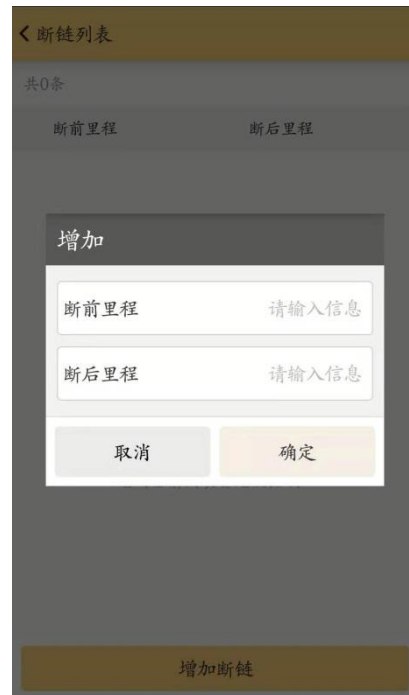 断链列表
共0条
断前里程 断后里程
增加
断前里程 请输入信息
断后里程 请输入信息
取消 确定
增加断链